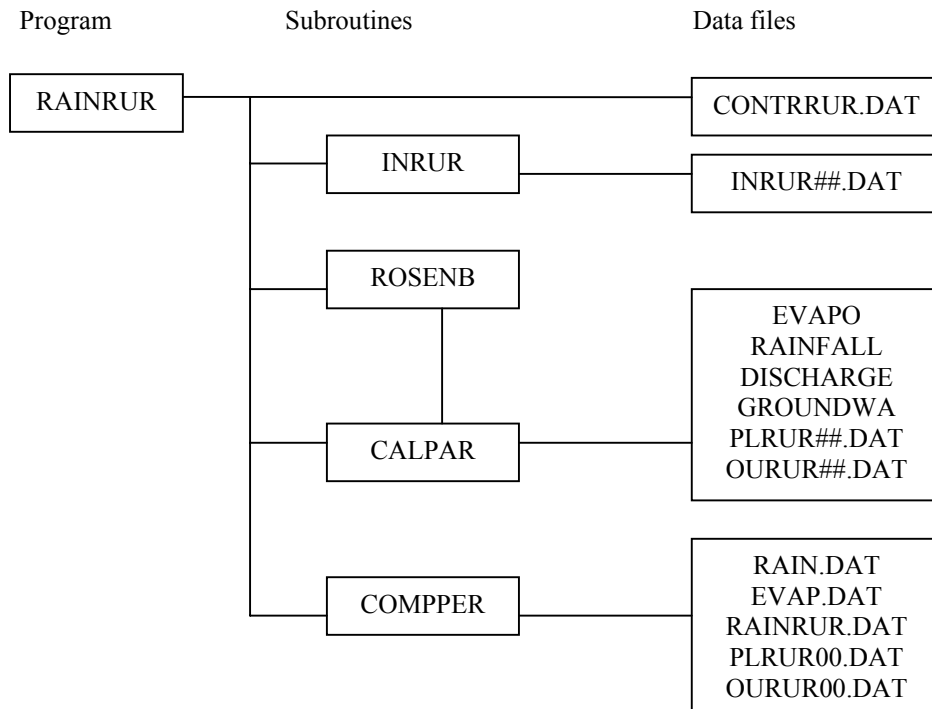 Program Subroutines Data files
RAINRUR
CONTRRUR.DAT
INRUR
INRUR##.DAT
ROSENB
EVAPO
RAINFALL
DISCHARGE
GROUNDWA
PLRUR##.DAT
OURUR##.DAT
CALPAR
RAIN.DAT
EVAP.DAT
RAINRUR.DAT
PLRUR00.DAT
OURUR00.DAT
COMPPER